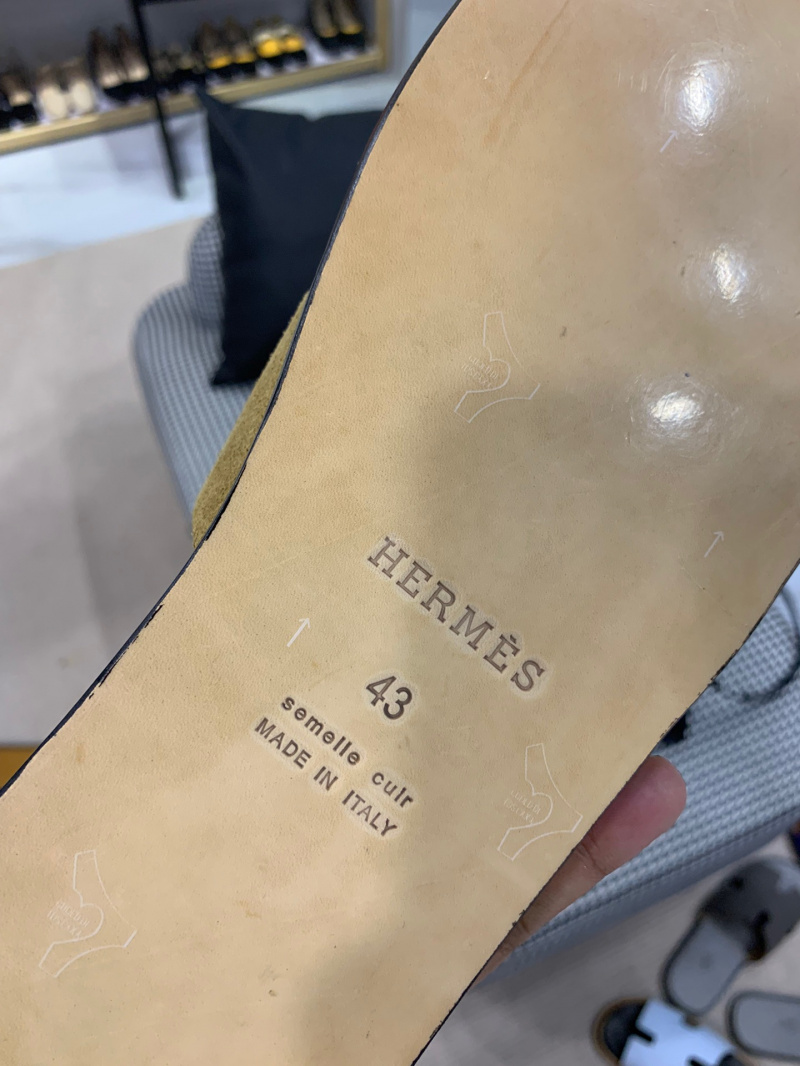 HERMÈS
43
semelle cuir
MADE IN ITALY